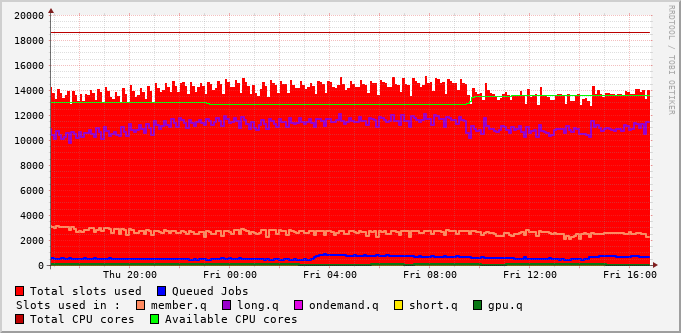 20000
18000
16000
14000
12000
10000
8000
6000
4000
2000
0
Thu 20:00 Fri 00:00 Fri 04:00 Fri 08:00 Fri 12:00 Fri 16:00
Total slots used Queued Jobs
Slots used in : member.q long.q ondemand.q short.q gpu.q
Total CPU cores Available CPU cores
RRDTOOL / TOBI OETIKER